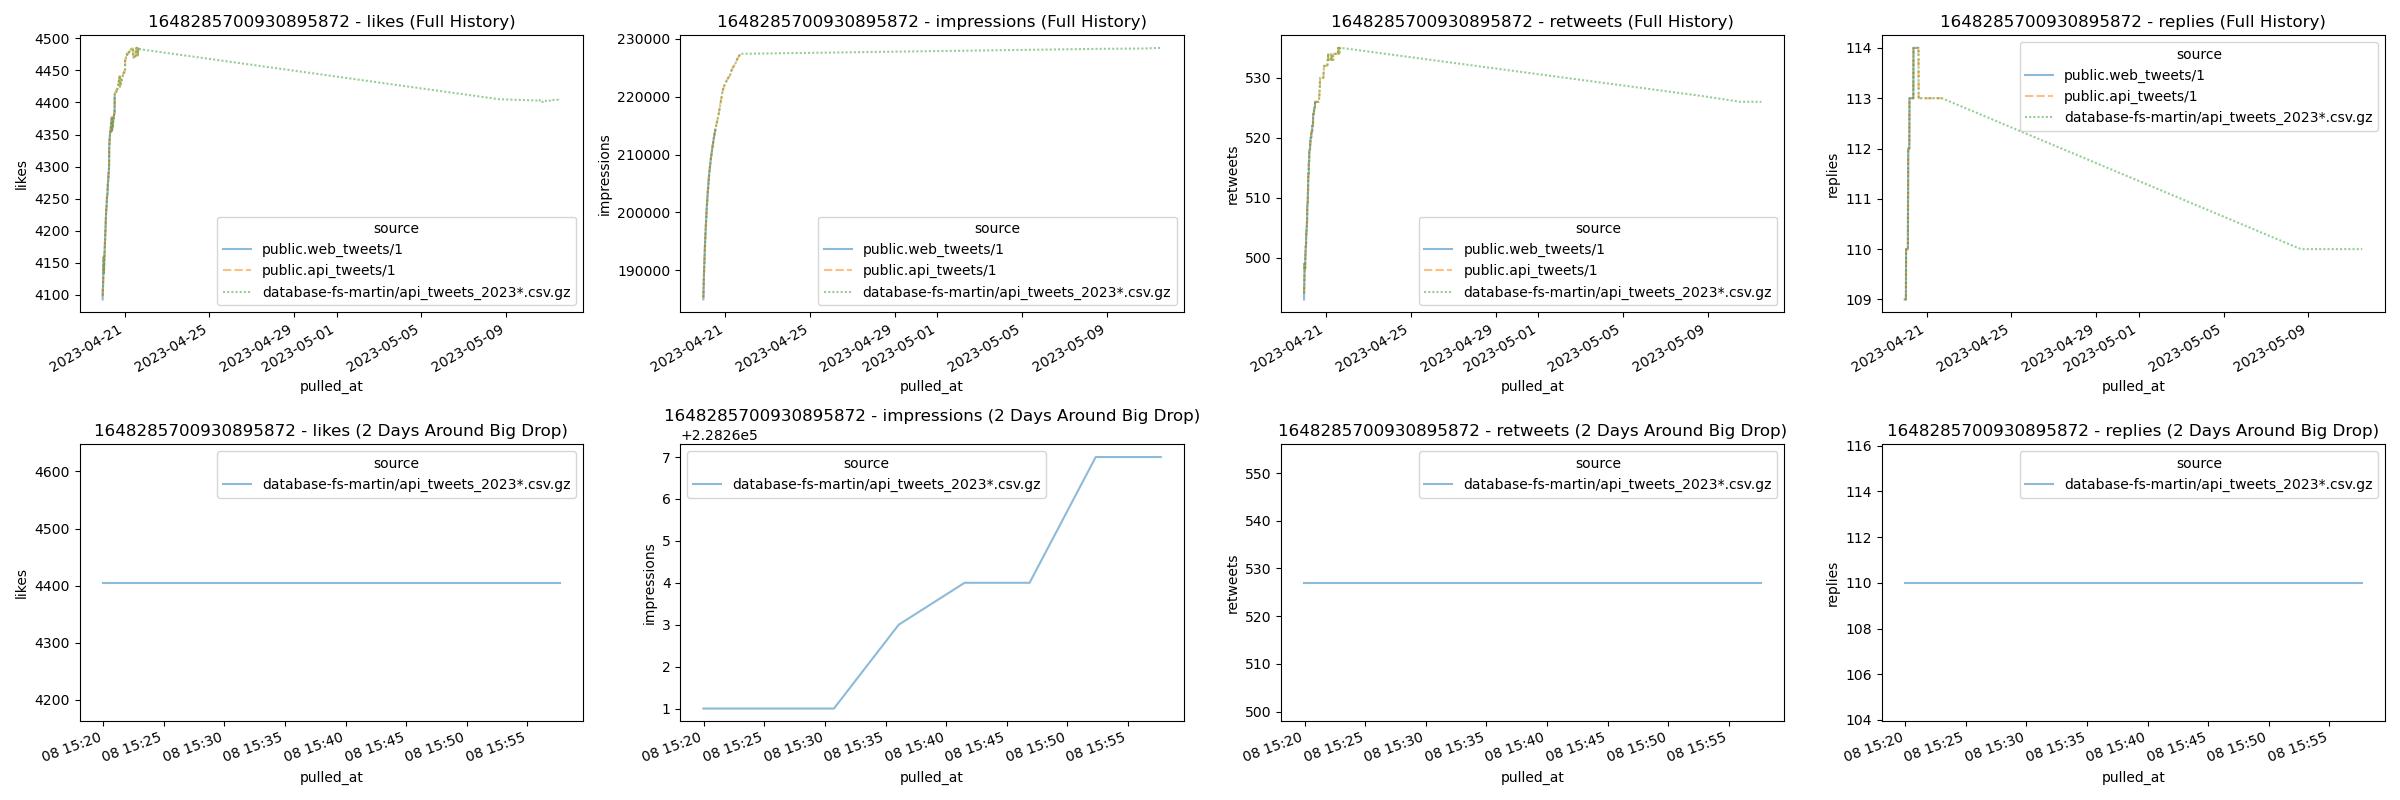 1648285700930895872 - likes (Full History)
4500
4450
4400
4350
4300
4250
4200
4150
4100
likes
source
public.web_tweets/1
public.api_tweets/1
database-fs-martin/api_tweets_2023*.csv.gz
2023-04-21
2023-04-25
2023-04-29
2023-05-01
2023-05-05
2023-05-09
pulled_at
1648285700930895872 - impressions (Full History)
230000
220000
210000
200000
190000
impressions
source
public.web_tweets/1
public.api_tweets/1
database-fs-martin/api_tweets_2023*.csv.gz
2023-04-21
2023-04-25
2023-04-29
2023-05-01
2023-05-05
2023-05-09
pulled_at
1648285700930895872 - retweets (Full History)
530
520
510
500
retweets
source
public.web_tweets/1
public.api_tweets/1
database-fs-martin/api_tweets_2023*.csv.gz
2023-04-21
2023-04-25
2023-04-29
2023-05-01
2023-05-05
2023-05-09
pulled_at
1648285700930895872 - replies (Full History)
114
113
112
111
110
109
replies
source
public.web_tweets/1
public.api_tweets/1
database-fs-martin/api_tweets_2023*.csv.gz
2023-04-21
2023-04-25
2023-04-29
2023-05-01
2023-05-05
2023-05-09
pulled_at
1648285700930895872 - likes (2 Days Around Big Drop)
4600
4500
4400
4300
4200
likes
source
database-fs-martin/api_tweets_2023*.csv.gz
08 15:20
08 15:25
08 15:30
08 15:35
08 15:40
08 15:45
08 15:50
08 15:55
pulled_at
1648285700930895872 - impressions (2 Days Around Big Drop)
+2.2826e5
7
6
5
4
3
2
1
impressions
source
database-fs-martin/api_tweets_2023*.csv.gz
08 15:20
08 15:25
08 15:30
08 15:35
08 15:40
08 15:45
08 15:50
08 15:55
pulled_at
1648285700930895872 - retweets (2 Days Around Big Drop)
550
540
530
520
510
500
retweets
source
database-fs-martin/api_tweets_2023*.csv.gz
08 15:20
08 15:25
08 15:30
08 15:35
08 15:40
08 15:45
08 15:50
08 15:55
pulled_at
1648285700930895872 - replies (2 Days Around Big Drop)
116
114
112
110
108
106
104
replies
source
database-fs-martin/api_tweets_2023*.csv.gz
08 15:20
08 15:25
08 15:30
08 15:35
08 15:40
08 15:45
08 15:50
08 15:55
pulled_at